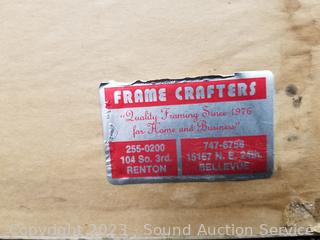 FRAME CRAFTERS
"Quality Framing Since 1976
for Home and Business"
255-0200
104 So. 3rd.
RENTON
747-6756
15167 N. E. 24th.
BELLEVUE
Copyright 2023 - Sound Auction Service